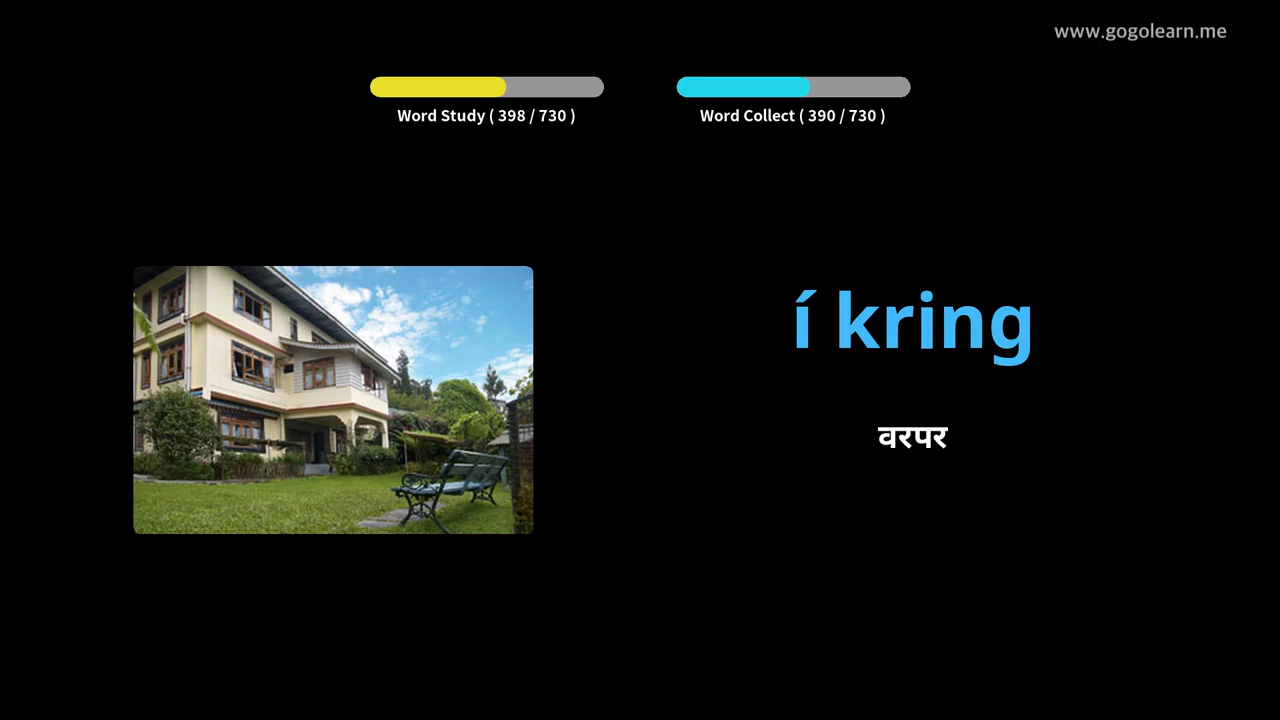 www.gogolearn.me
Word Study ( 398 / 730 )
Word Collect ( 390 / 730 )
í kring
वरपर